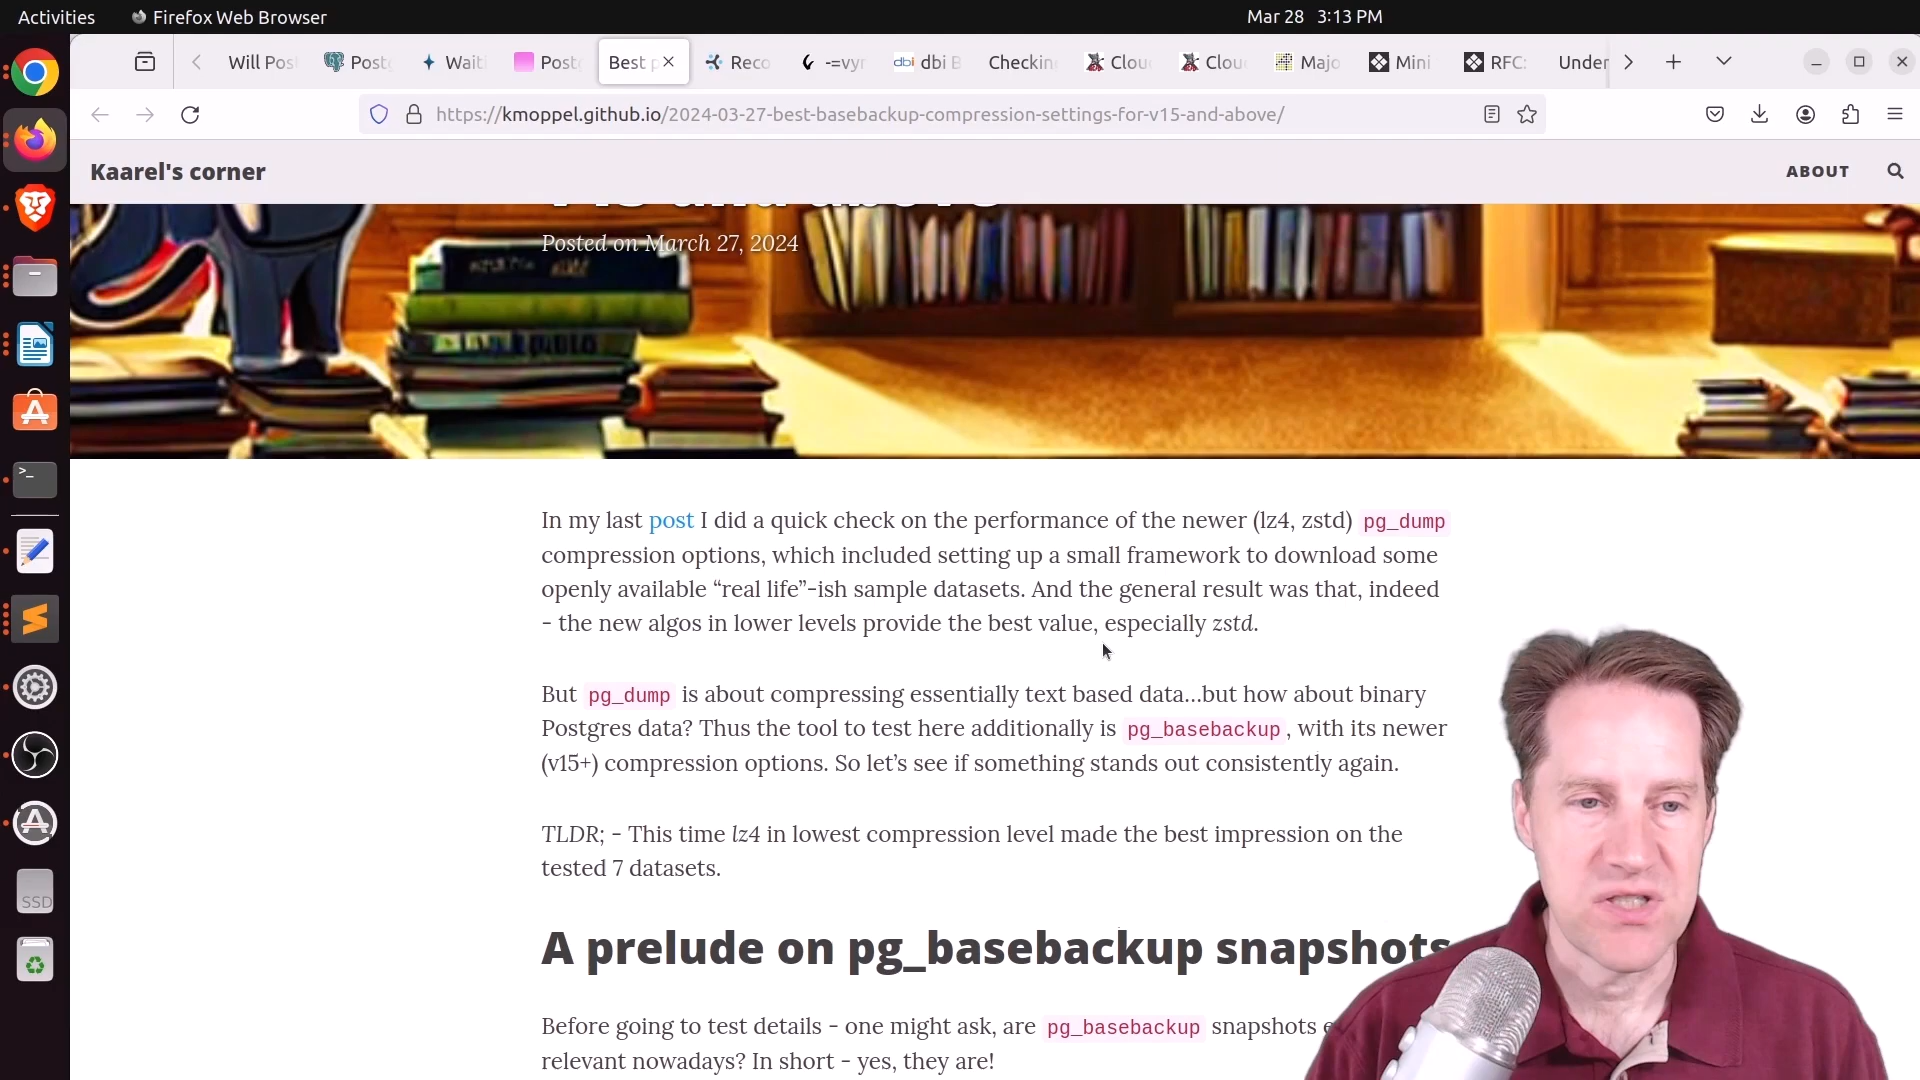 Activities
Firefox Web Browser
Mar 28 3:13 PM
Will Pos
Postg
Wait
Post
Best p
Reco
-=vyr
dbi
dbi B
Checkin
Clou
Clou
Majo
Mini
RFC:
Under
https://kmoppel.github.io/2024-03-27-best-basebackup-compression-settings-for-v15-and-above/
Kaarel's corner
ABOUT
Posted on March 27, 2024
In my last post I did a quick check on the performance of the newer (lz4, zstd) pg_dump
compression options, which included setting up a small framework to download some
openly available “real life”-ish sample datasets. And the general result was that, indeed
- the new algos in lower levels provide the best value, especially zstd.
But pg_dump is about compressing essentially text based data...but how about binary
Postgres data? Thus the tool to test here additionally is pg_basebackup, with its newer
(v15+) compression options. So let’s see if something stands out consistently again.
TLDR; - This time lz4 in lowest compression level made the best impression on the
tested 7 datasets.
A prelude on pg_basebackup snapshots
Before going to test details - one might ask, are pg_basebackup snapshots e
relevant nowadays? In short - yes, they are!
SSD